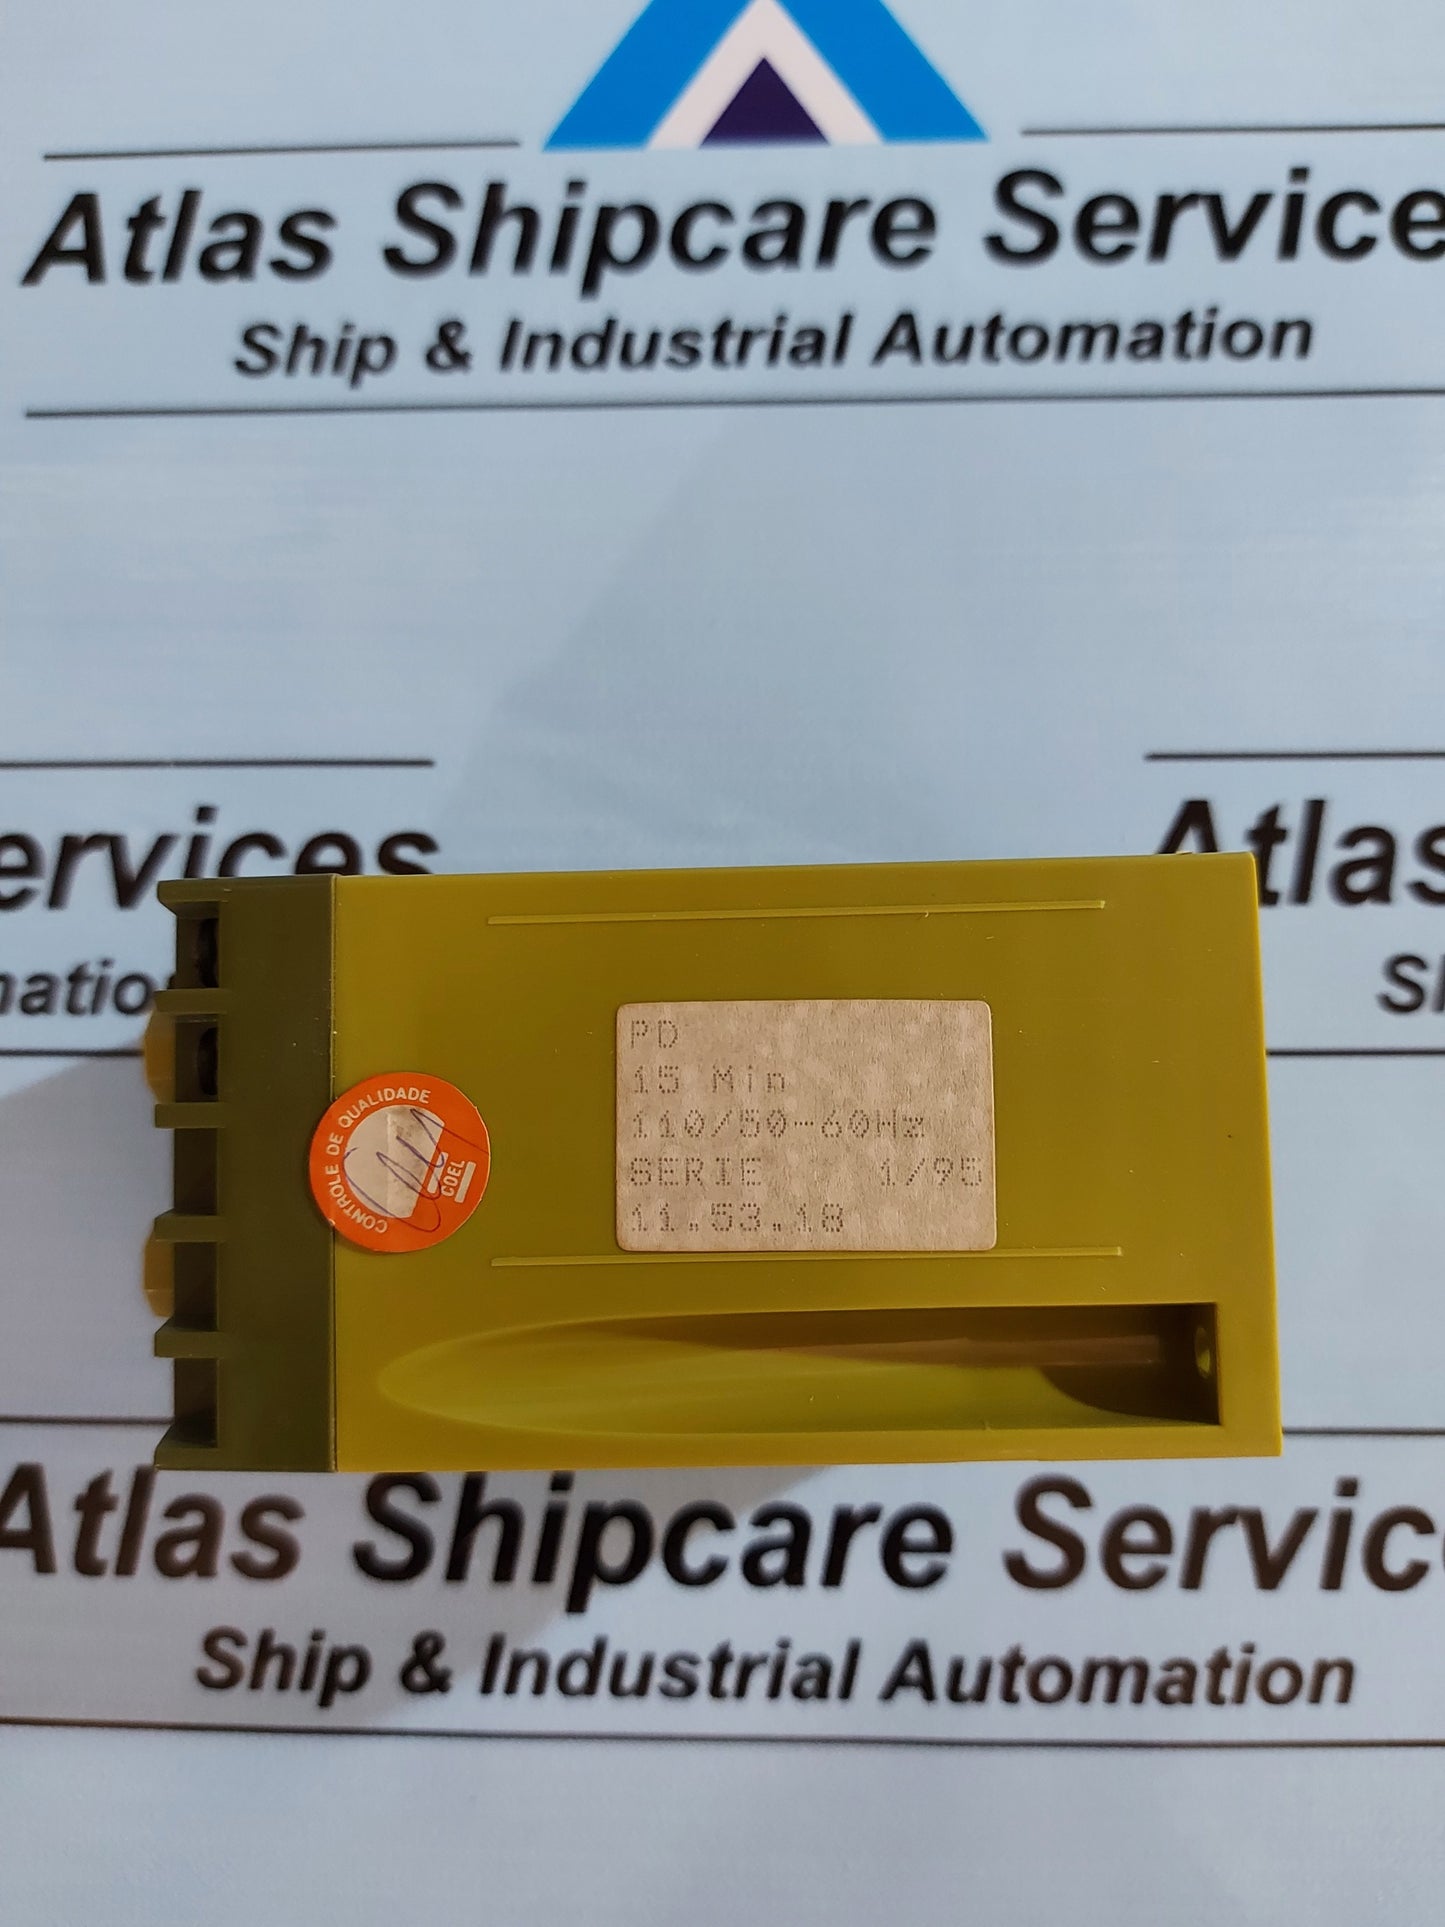 Atlas Shipcare Service
Ship & Industrial Automation
ervices
Atlas
CONTROLE DE QUALIDADE
COEL
PD
15 Min
110/50-60Hz
SERIE 1/95
11.53.18
Atlas Shipcare Servic
Ship & Industrial Automation